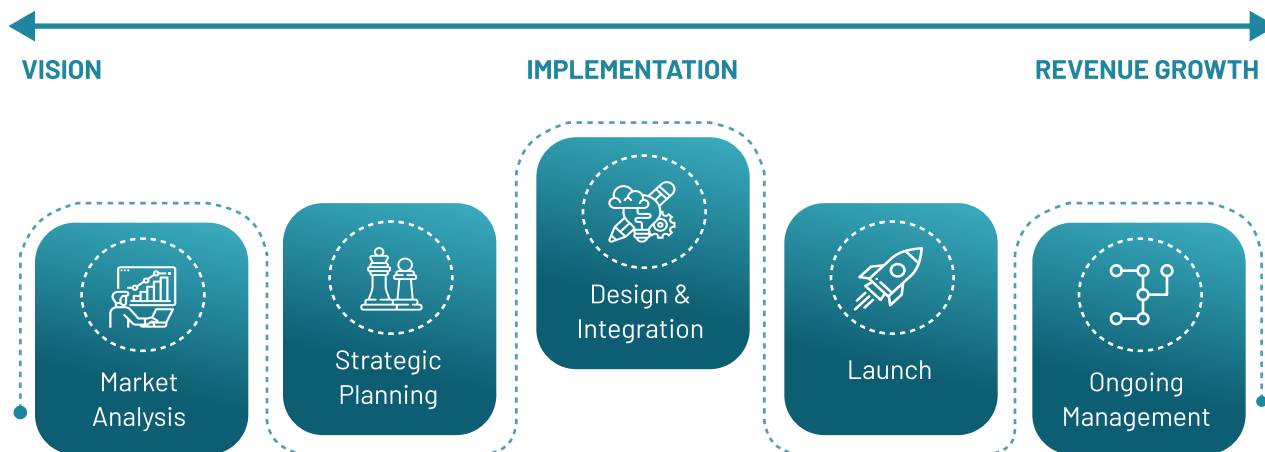 VISION
IMPLEMENTATION
REVENUE GROWTH
Market
Analysis
Strategic
Planning
Design &
Integration
Launch
Ongoing
Management